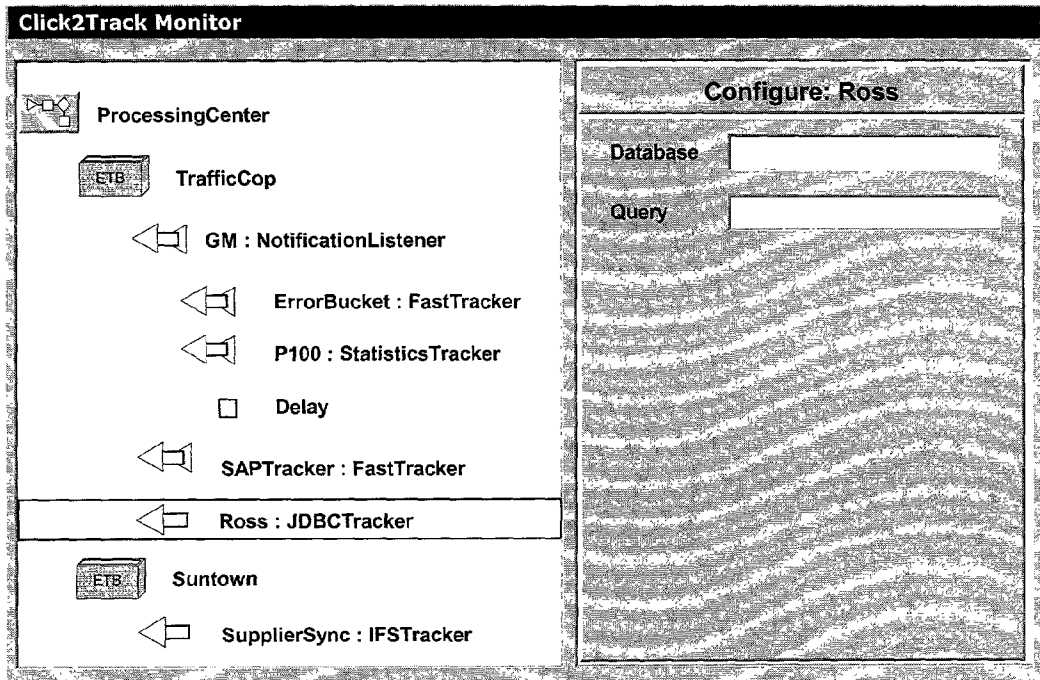 Click2Track Monitor
ProcessingCenter
ETB TrafficCop
GM : NotificationListener
ErrorBucket : FastTracker
P100 : StatisticsTracker
Delay
SAPTracker : FastTracker
Ross : JDBCTracker
ETB Suntown
SupplierSync : IFSTracker
Configure: Ross
Database
Query